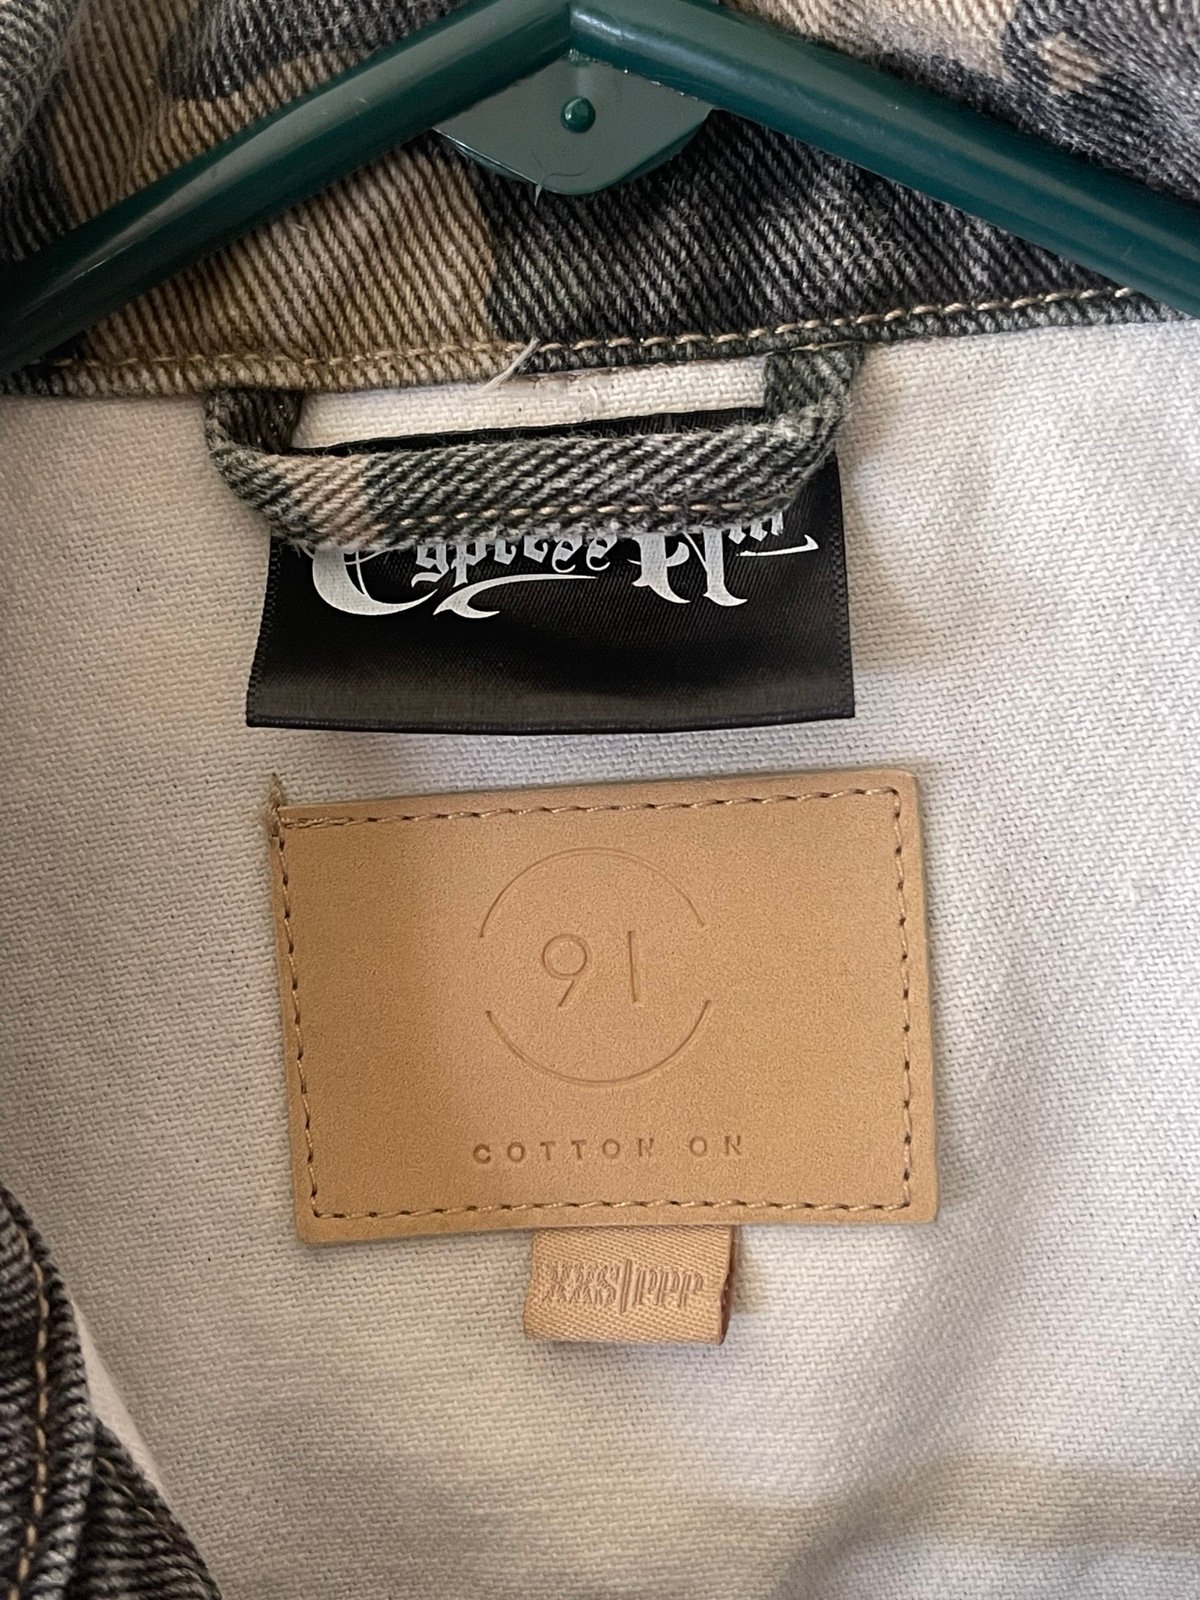 Cypress Hill
91
COTTON ON
XXS/PPP